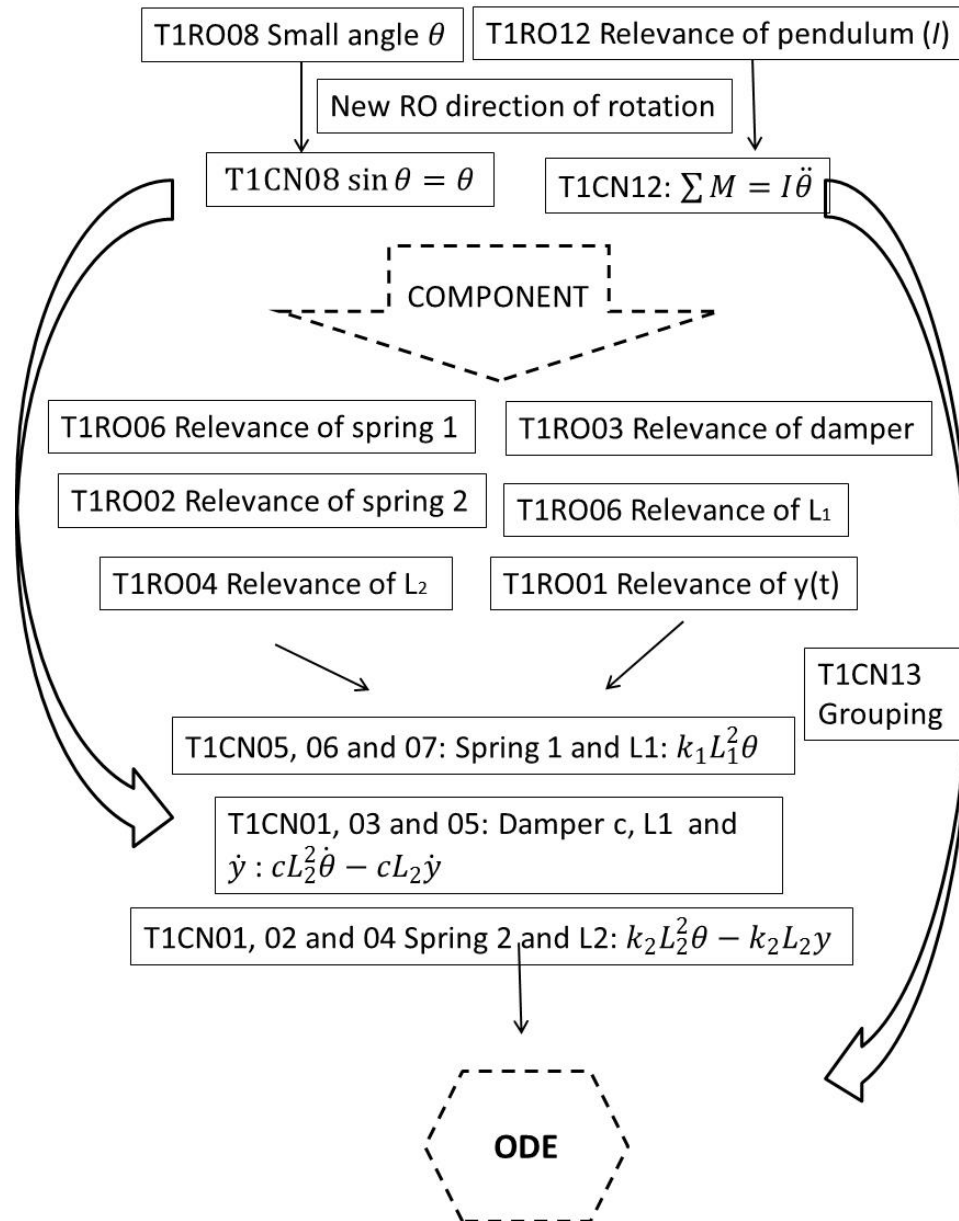 T1RO08 Small angle θ
T1RO12 Relevance of pendulum (I)
New RO direction of rotation
T1CN08 sin θ = θ
T1CN12: ∑ M = Iθ̈
COMPONENT
T1RO06 Relevance of spring 1
T1RO03 Relevance of damper
T1RO02 Relevance of spring 2
T1RO06 Relevance of L₁
T1RO04 Relevance of L₂
T1RO01 Relevance of y(t)
T1CN13
Grouping
T1CN05, 06 and 07: Spring 1 and L1: k₁L₁²θ
T1CN01, 03 and 05: Damper c, L1 and
ẏ : cL₂²θ̇ − cL₂ẏ
T1CN01, 02 and 04 Spring 2 and L2: k₂L₂²θ − k₂L₂y
ODE